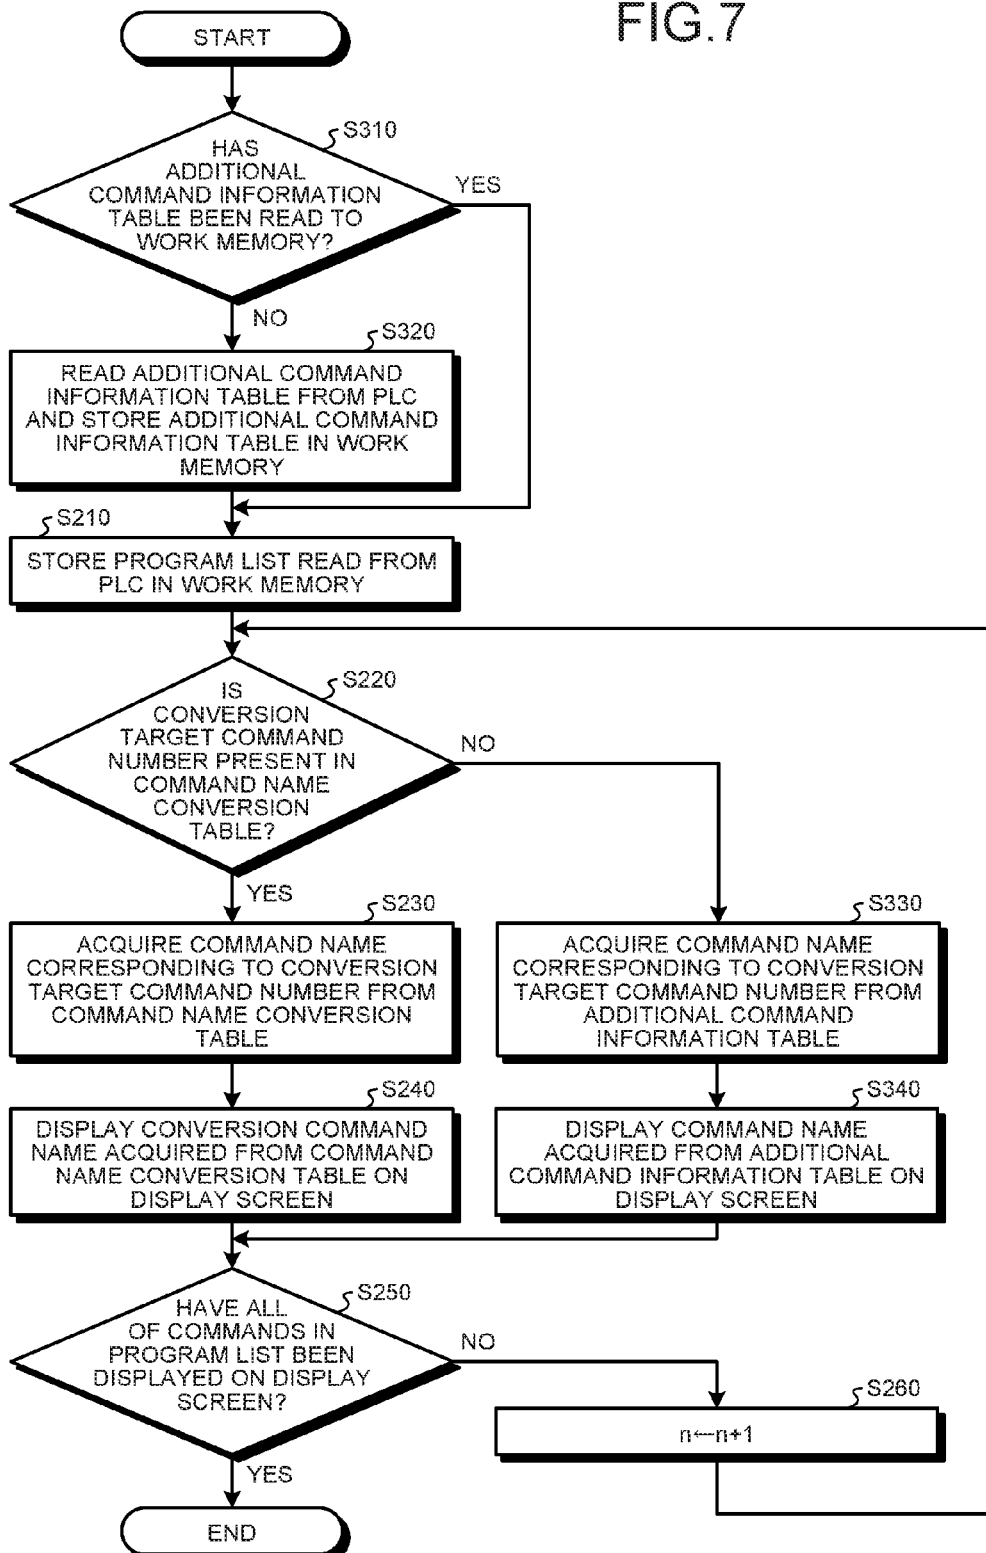 FIG.7
START
S310
HAS
ADDITIONAL
COMMAND INFORMATION
TABLE BEEN READ TO
WORK MEMORY?
YES
NO
S320
READ ADDITIONAL COMMAND
INFORMATION TABLE FROM PLC
AND STORE ADDITIONAL COMMAND
INFORMATION TABLE IN WORK
MEMORY
S210
STORE PROGRAM LIST READ FROM
PLC IN WORK MEMORY
S220
IS
CONVERSION
TARGET COMMAND
NUMBER PRESENT IN
COMMAND NAME
CONVERSION
TABLE?
NO
YES
S230
ACQUIRE COMMAND NAME
CORRESPONDING TO CONVERSION
TARGET COMMAND NUMBER FROM
COMMAND NAME CONVERSION
TABLE
S330
ACQUIRE COMMAND NAME
CORRESPONDING TO CONVERSION
TARGET COMMAND NUMBER FROM
ADDITIONAL COMMAND
INFORMATION TABLE
S240
DISPLAY CONVERSION COMMAND
NAME ACQUIRED FROM COMMAND
NAME CONVERSION TABLE ON
DISPLAY SCREEN
S340
DISPLAY COMMAND NAME
ACQUIRED FROM ADDITIONAL
COMMAND INFORMATION TABLE ON
DISPLAY SCREEN
S250
HAVE ALL
OF COMMANDS IN
PROGRAM LIST BEEN
DISPLAYED ON DISPLAY
SCREEN?
NO
S260
n←n+1
YES
END